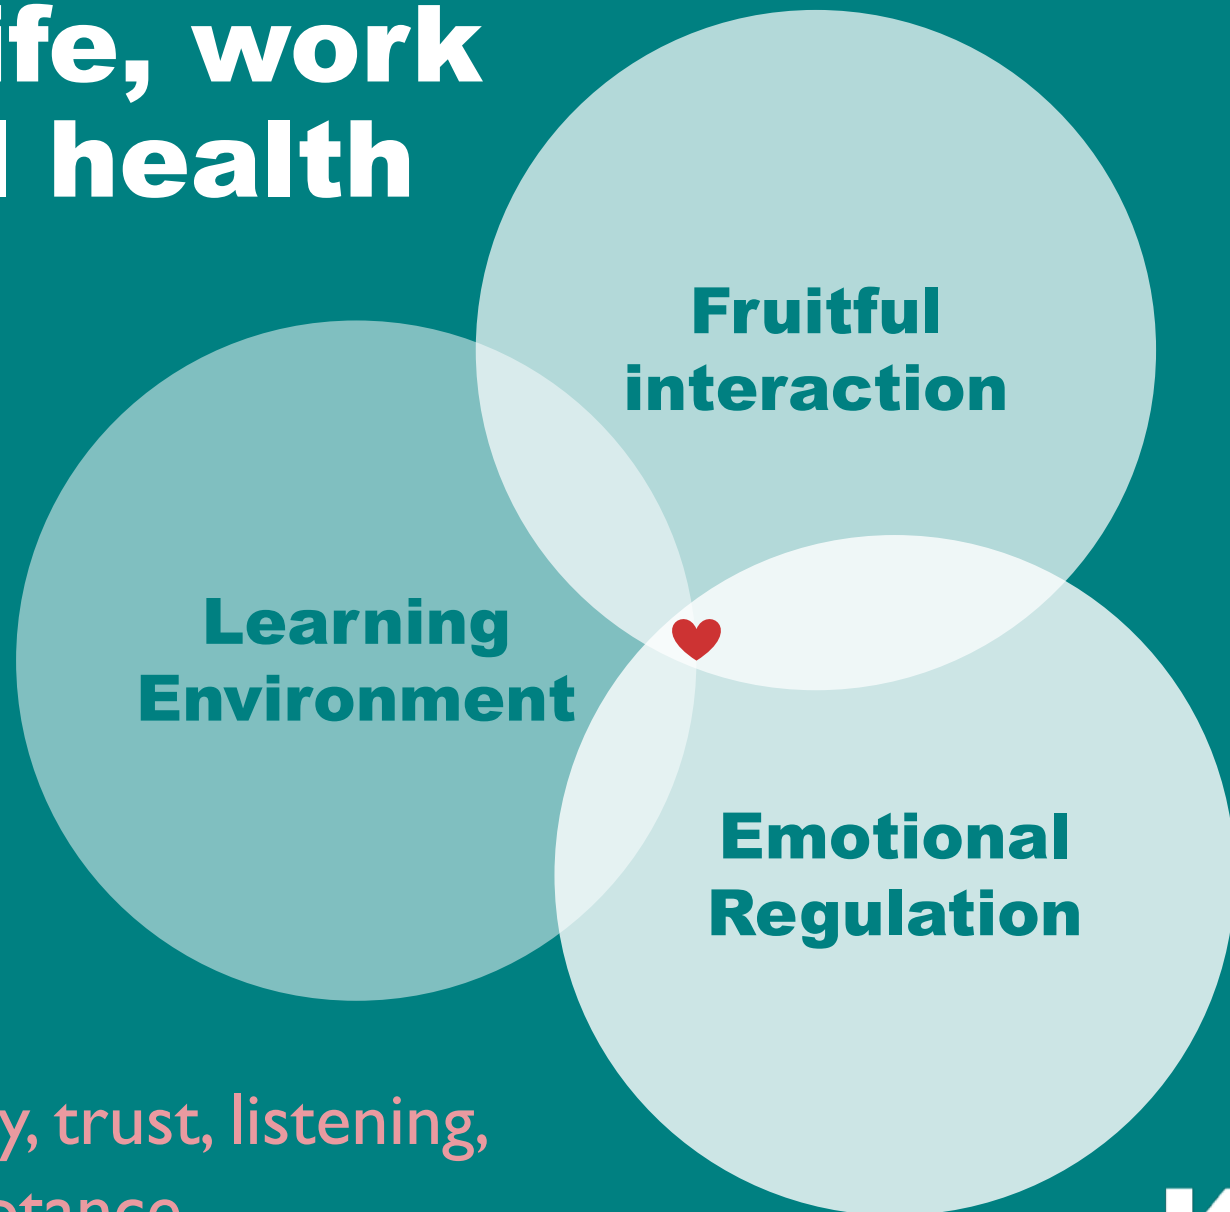 ife, work
health
Fruitful
interaction
Learning
Environment
Emotional
Regulation
y, trust, listening,